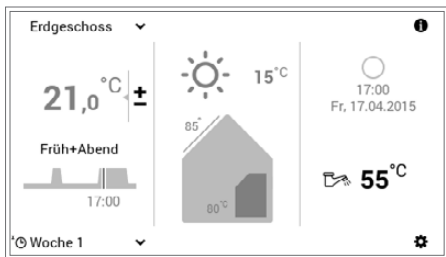 Erdgeschoss
21,0 °C ±
Früh+Abend
17:00
Woche 1
15°C
85°
80 °C
17:00
Fr, 17.04.2015
55°C